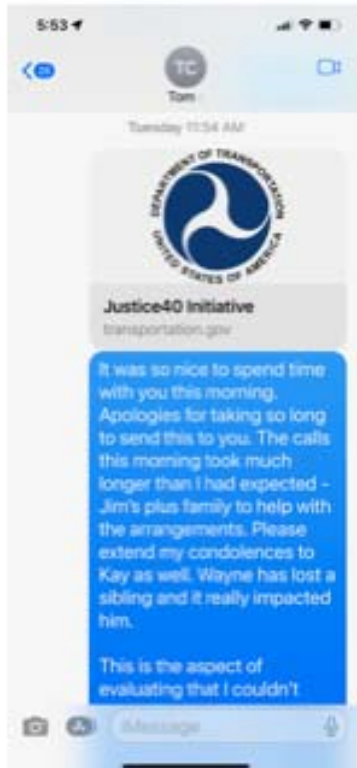 5:53
TC
Tom
Tuesday 11:54 AM
DEPARTMENT OF TRANSPORTATION
UNITED STATES OF AMERICA
Justice40 Initiative
transportation.gov
It was so nice to spend time
with you this morning.
Apologies for taking so long
to send this to you. The calls
this morning took much
longer than I had expected -
Jim's plus family to help with
the arrangements. Please
extend my condolences to
Kay as well. Wayne has lost a
sibling and it really impacted
him.
This is the aspect of
evaluating that I couldn't
iMessage